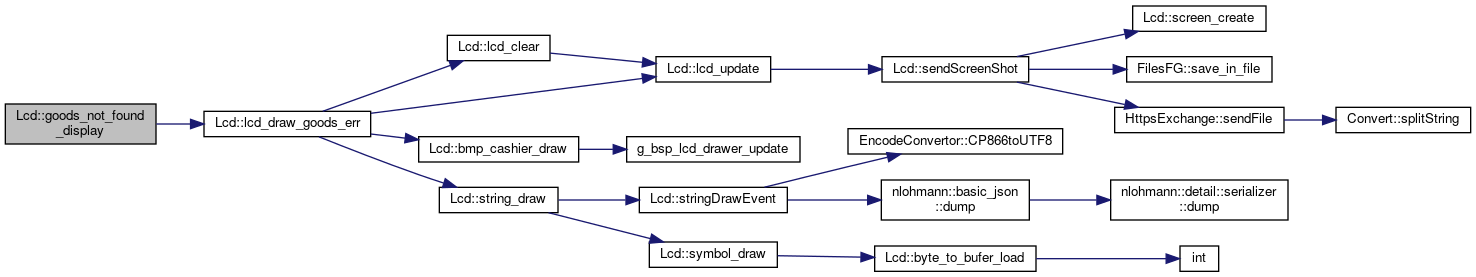 Lcd::goods_not_found
_display
Lcd::lcd_draw_goods_err
Lcd::lcd_clear
Lcd::lcd_update
Lcd::sendScreenShot
Lcd::screen_create
FilesFG::save_in_file
HttpsExchange::sendFile
Convert::splitString
Lcd::bmp_cashier_draw
g_bsp_lcd_drawer_update
Lcd::string_draw
Lcd::stringDrawEvent
EncodeConvertor::CP866toUTF8
nlohmann::basic_json
::dump
nlohmann::detail::serializer
::dump
Lcd::symbol_draw
Lcd::byte_to_bufer_load
int